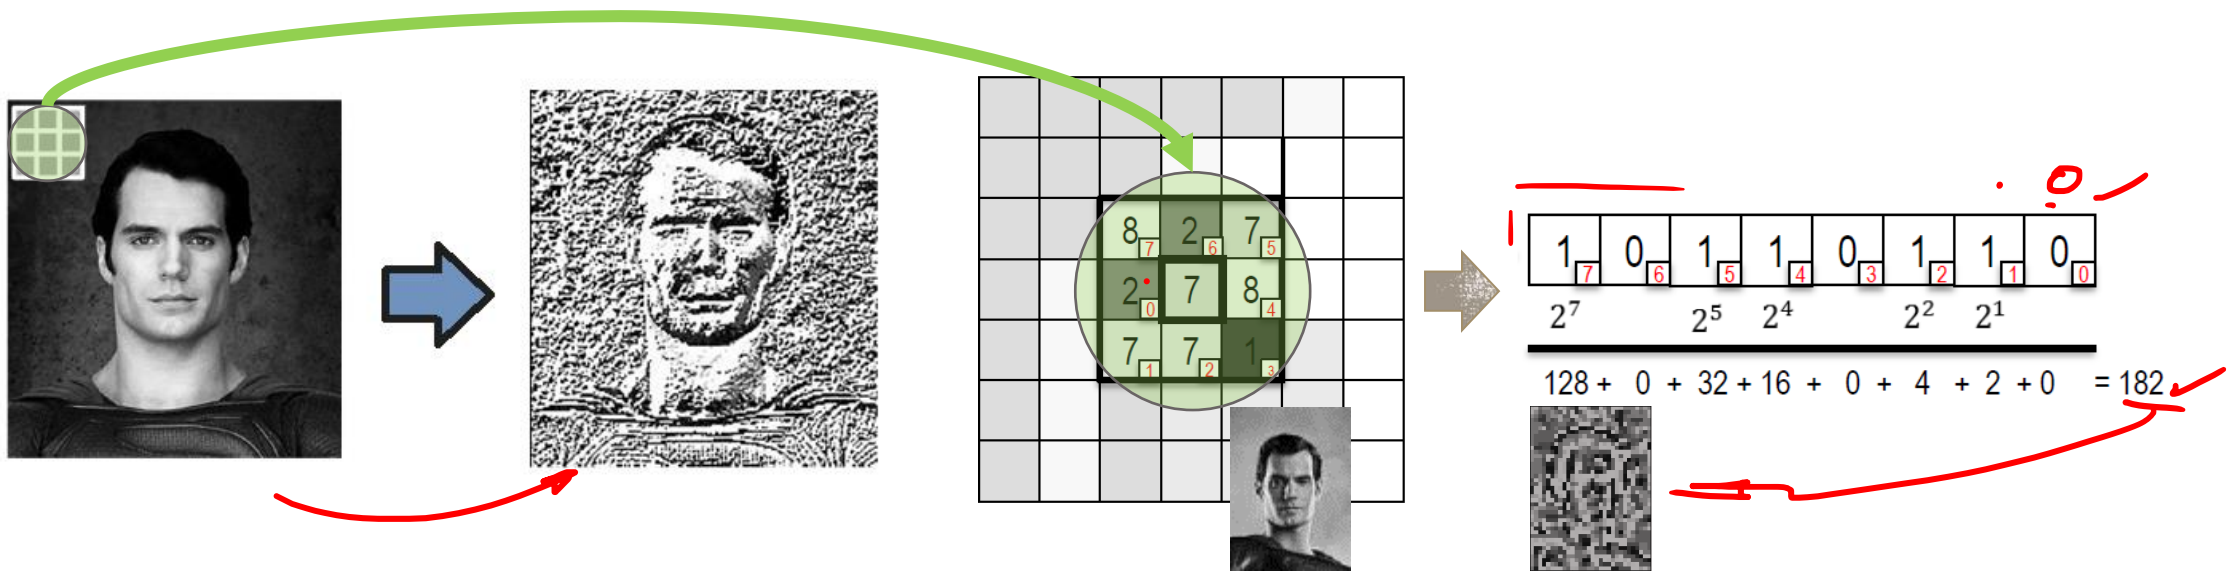 8 7 2 6 7 5
2 0 7 8 4
7 1 7 2 1 3
1 7 0 6 1 5 1 4 0 3 1 2 1 1 0 0
2⁷ 2⁵ 2⁴ 2² 2¹
128 + 0 + 32 + 16 + 0 + 4 + 2 + 0 = 182